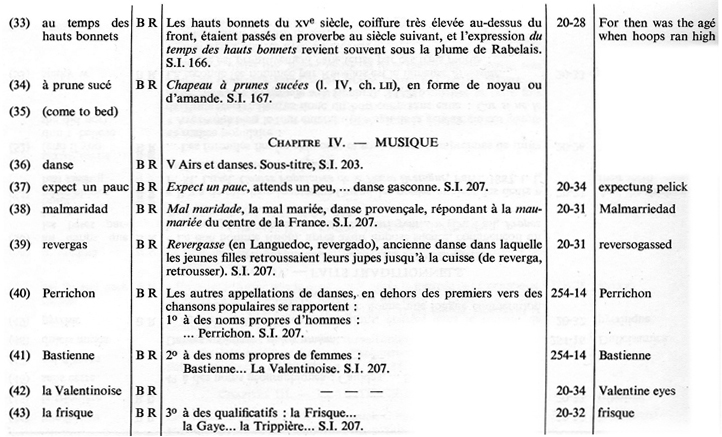 (33) au temps des B R Les hauts bonnets du xvᵉ siècle, coiffure très élevée au-dessus du 20-28 For then was the agé
hauts bonnets front, étaient passés en proverbe au siècle suivant, et l'expression du when hoops ran high
temps des hauts bonnets revient souvent sous la plume de Rabelais.
S.I. 166.
(34) à prune sucé B R Chapeau à prunes sucées (l. IV, ch. LII), en forme de noyau ou
d'amande. S.I. 167.
(35) (come to bed)
CHAPITRE IV. — MUSIQUE
(36) danse B R V Airs et danses. Sous-titre, S.I. 203.
(37) expect un pauc B R Expect un pauc, attends un peu, ... danse gasconne. S.I. 207. 20-34 expectung pelick
(38) malmaridad B R Mal maridade, la mal mariée, danse provençale, répondant à la mau- 20-31 Malmarriedad
mariée du centre de la France. S.I. 207.
(39) revergas B R Revergasse (en Languedoc, revergado), ancienne danse dans laquelle 20-31 reversogassed
les jeunes filles retroussaient leurs jupes jusqu'à la cuisse (de reverga,
retrousser). S.I. 207.
(40) Perrichon B R Les autres appellations de danses, en dehors des premiers vers des 254-14 Perrichon
chansons populaires se rapportent :
1º à des noms propres d'hommes :
... Perrichon. S.I. 207.
(41) Bastienne B R 2º à des noms propres de femmes : 254-14 Bastienne
Bastienne... La Valentinoise. S.I. 207.
(42) la Valentinoise B R — — — 20-34 Valentine eyes
(43) la frisque B R 3º à des qualificatifs : la Frisque... 20-32 frisque
la Gaye... la Trippière... S.I. 207.